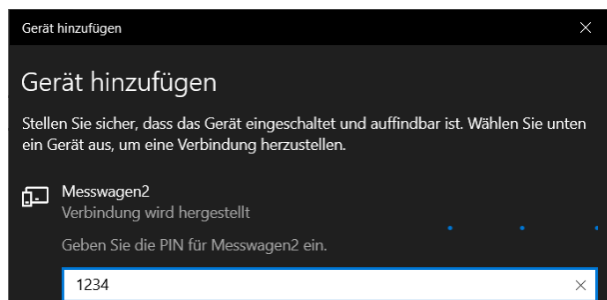 Gerät hinzufügen
Gerät hinzufügen
Stellen Sie sicher, dass das Gerät eingeschaltet und auffindbar ist. Wählen Sie unten
ein Gerät aus, um eine Verbindung herzustellen.
Messwagen2
Verbindung wird hergestellt
Geben Sie die PIN für Messwagen2 ein.
1234